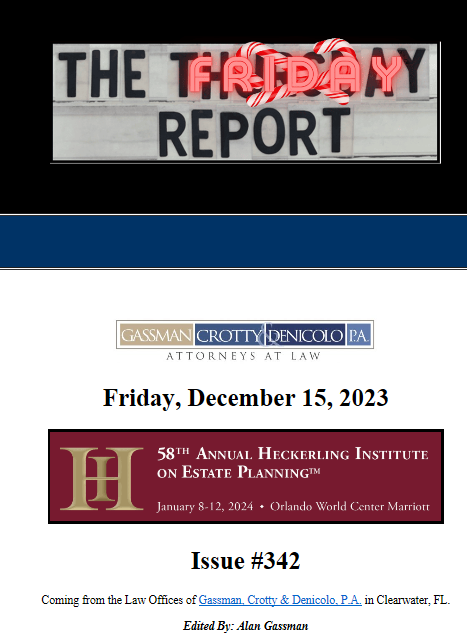 THE THURSDAY
FRIDAY
REPORT
GASSMAN CROTTY & DENICOLO P.A.
ATTORNEYS AT LAW
Friday, December 15, 2023
H
58TH ANNUAL HECKERLING INSTITUTE
ON ESTATE PLANNING™
January 8-12, 2024 • Orlando World Center Marriott
Issue #342
Coming from the Law Offices of Gassman, Crotty & Denicolo, P.A. in Clearwater, FL.
Edited By: Alan Gassman